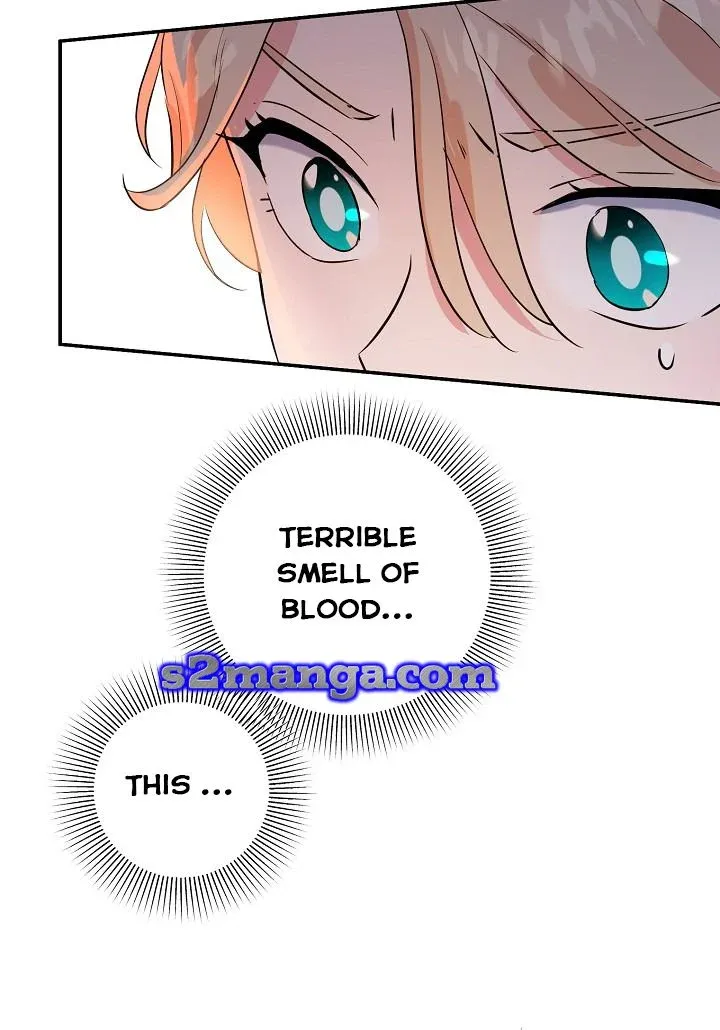 TERRIBLE
SMELL OF
BLOOD...
s2manga.com
THIS ...